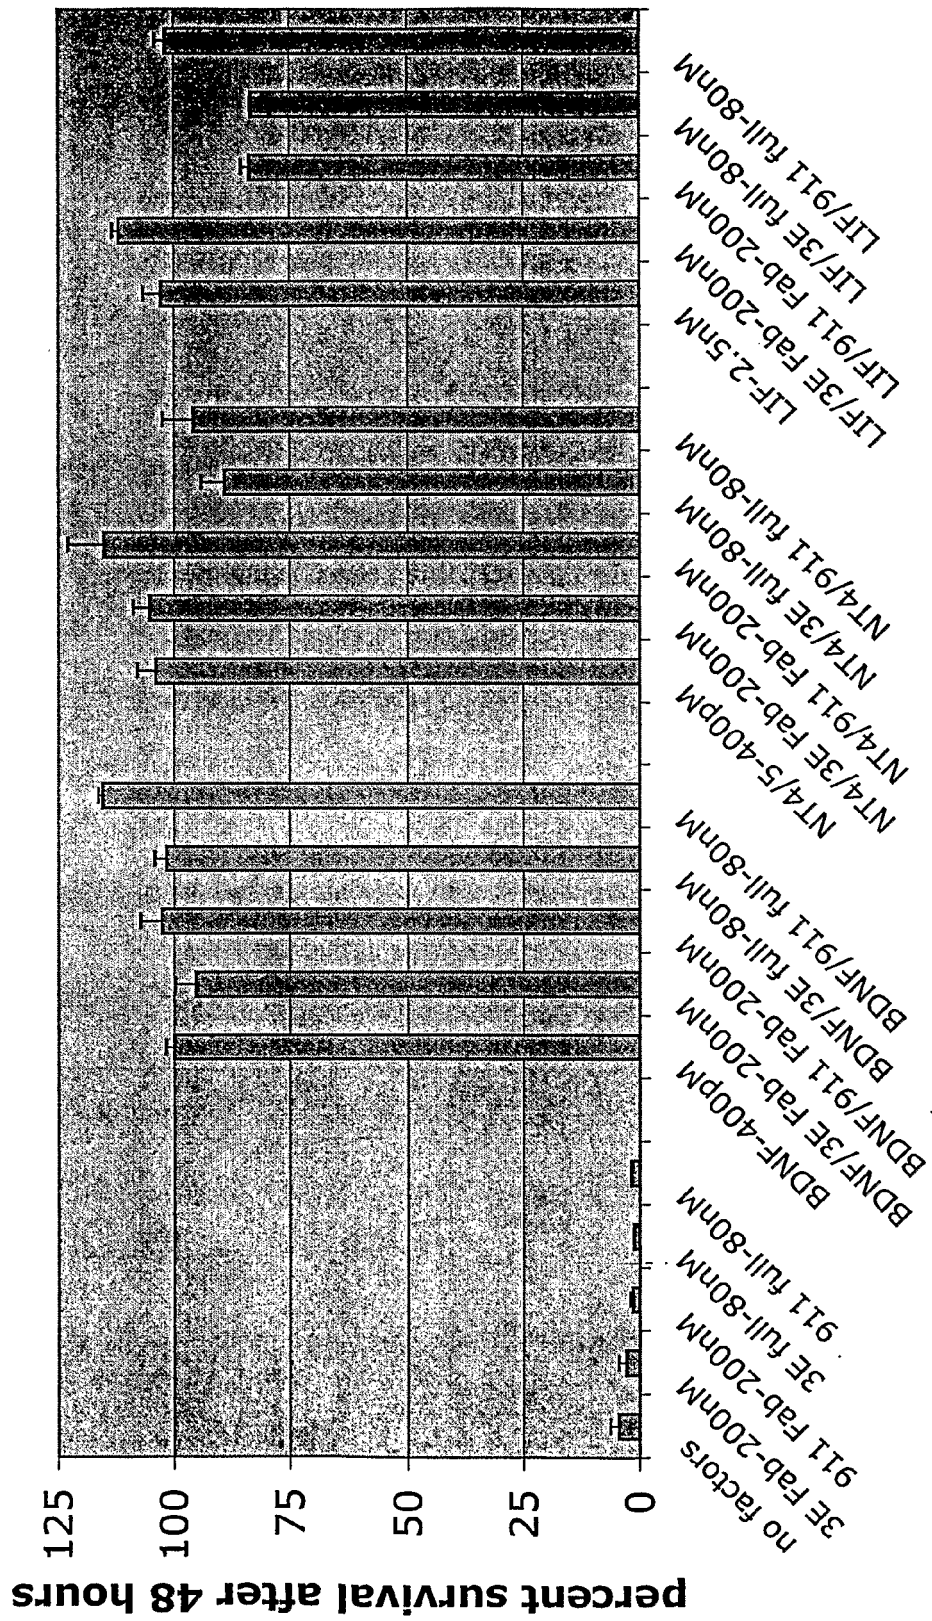 percent survival after 48 hours
125
100
75
50
25
0
no factors
3E Fab-200nM
911 Fab-200nM
3E full-80nM
911 full-80nM
BDNF-400pM
BDNF/3E Fab-200nM
BDNF/911 Fab-200nM
BDNF/3E full-80nM
BDNF/911 full-80nM
NT4/5-400pM
NT4/3E Fab-200nM
NT4/911 Fab-200nM
NT4/3E full-80nM
NT4/911 full-80nM
LIF-2.5nM
LIF/3E Fab-200nM
LIF/911 Fab-200nM
LIF/3E full-80nM
LIF/911 full-80nM